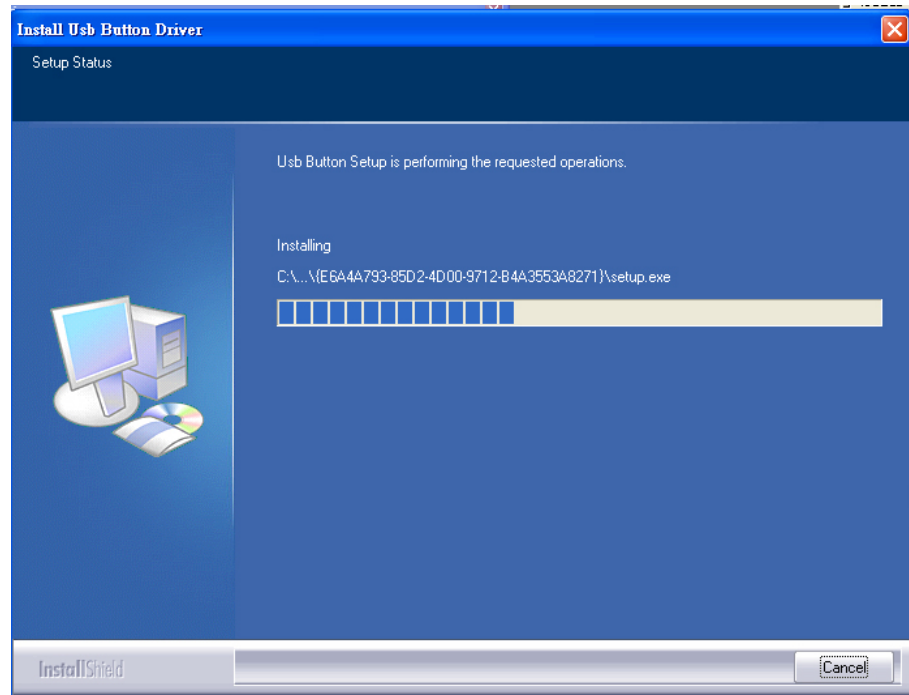 Install Usb Button Driver
Setup Status
Usb Button Setup is performing the requested operations.
Installing
C:\...\{E6A4A793-85D2-4D00-9712-B4A3553A8271}\setup.exe
InstallShield
Cancel